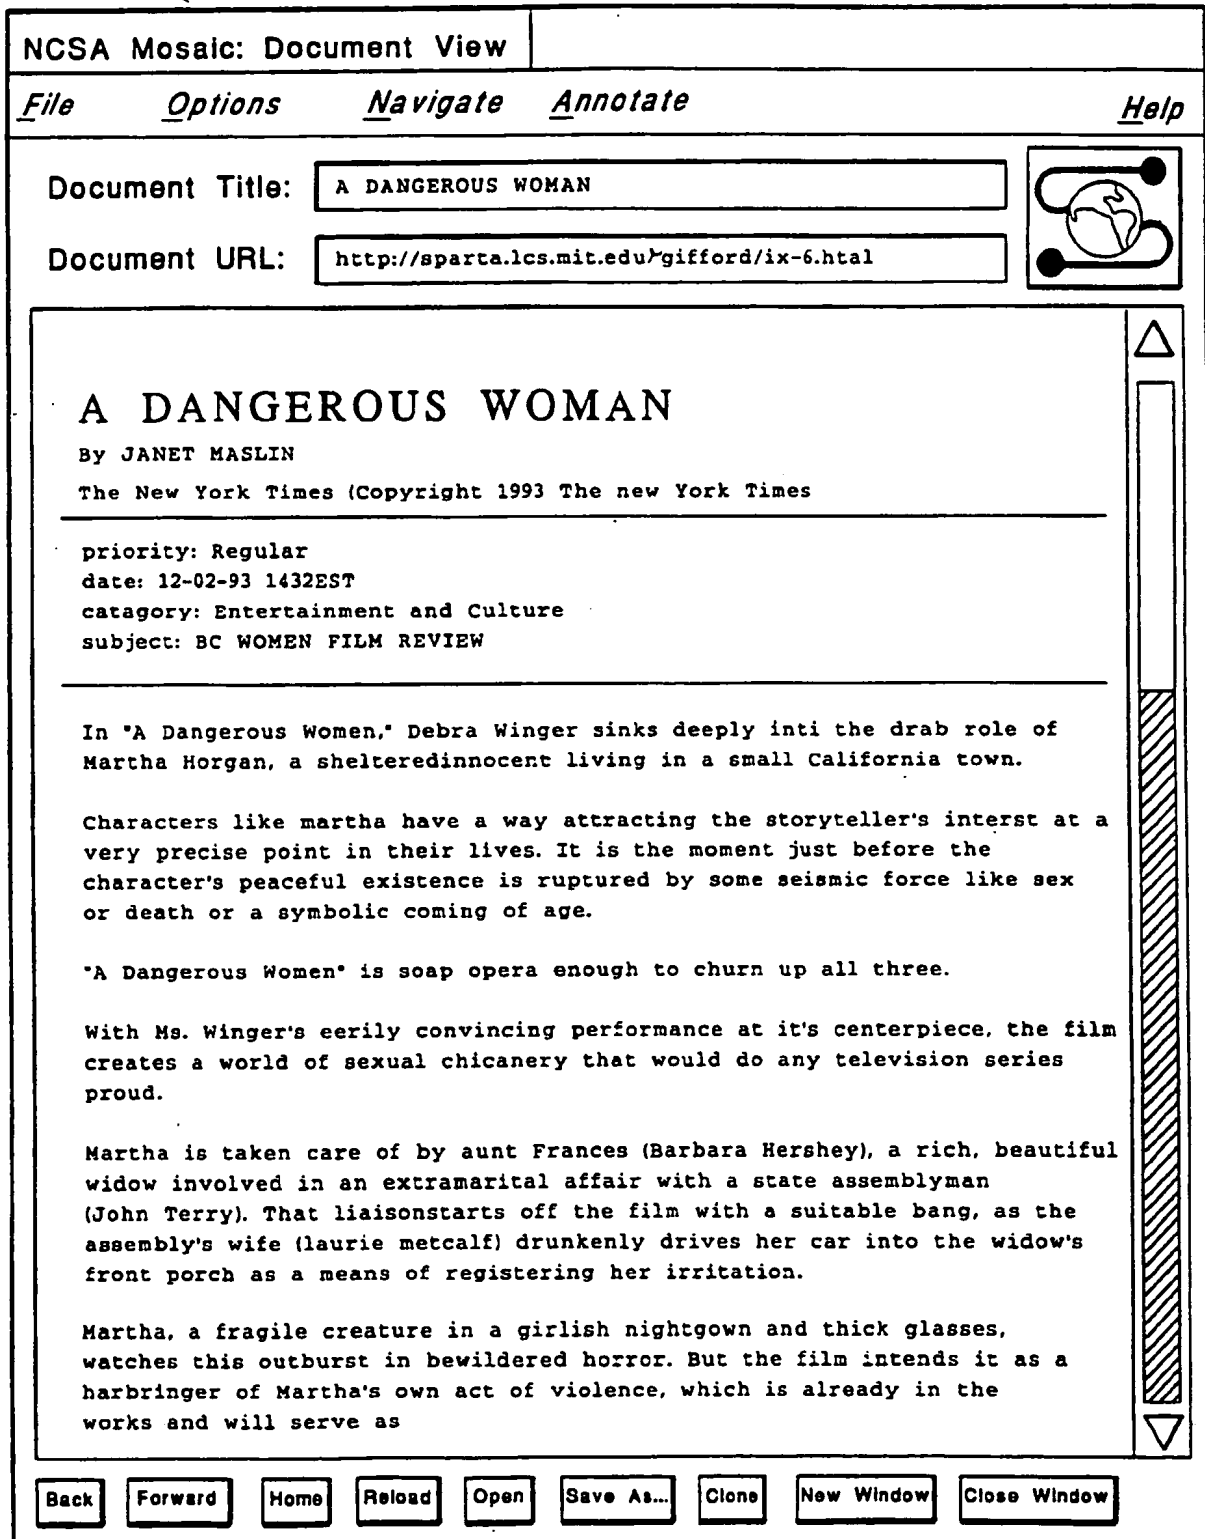 NCSA Mosaic: Document View
File Options Navigate Annotate Help
Document Title: A DANGEROUS WOMAN
Document URL: http://sparta.lcs.mit.edu/gifford/ix-6.htal
A DANGEROUS WOMAN
By JANET MASLIN
The New York Times (Copyright 1993 The new York Times
priority: Regular
date: 12-02-93 1432EST
catagory: Entertainment and Culture
subject: BC WOMEN FILM REVIEW
In "A Dangerous Women," Debra Winger sinks deeply inti the drab role of
Martha Horgan, a shelteredinnocent living in a small California town.
Characters like martha have a way attracting the storyteller's interst at a
very precise point in their lives. It is the moment just before the
character's peaceful existence is ruptured by some seismic force like sex
or death or a symbolic coming of age.
"A Dangerous Women" is soap opera enough to churn up all three.
With Ms. Winger's eerily convincing performance at it's centerpiece, the film
creates a world of sexual chicanery that would do any television series
proud.
Martha is taken care of by aunt Frances (Barbara Hershey), a rich, beautiful
widow involved in an extramarital affair with a state assemblyman
(John Terry). That liaisonstarts off the film with a suitable bang, as the
assembly's wife (laurie metcalf) drunkenly drives her car into the widow's
front porch as a means of registering her irritation.
Martha, a fragile creature in a girlish nightgown and thick glasses,
watches this outburst in bewildered horror. But the film intends it as a
harbringer of Martha's own act of violence, which is already in the
works and will serve as
Back Forward Home Reload Open Save As... Clone New Window Close Window